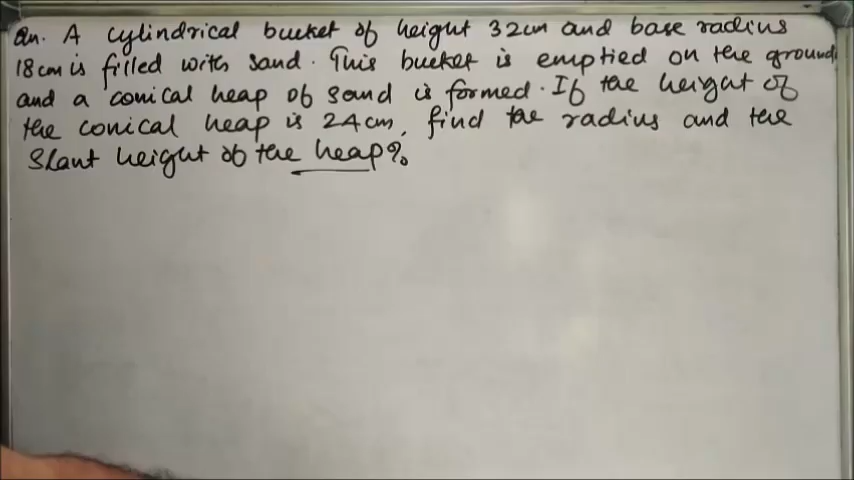 Qn. A cylindrical bucket of height 32cm and base radius
18cm is filled with sand. This bucket is emptied on the ground
and a conical heap of sand is formed. If the height of
the conical heap is 24cm, find the radius and the
Slant height of the heap?